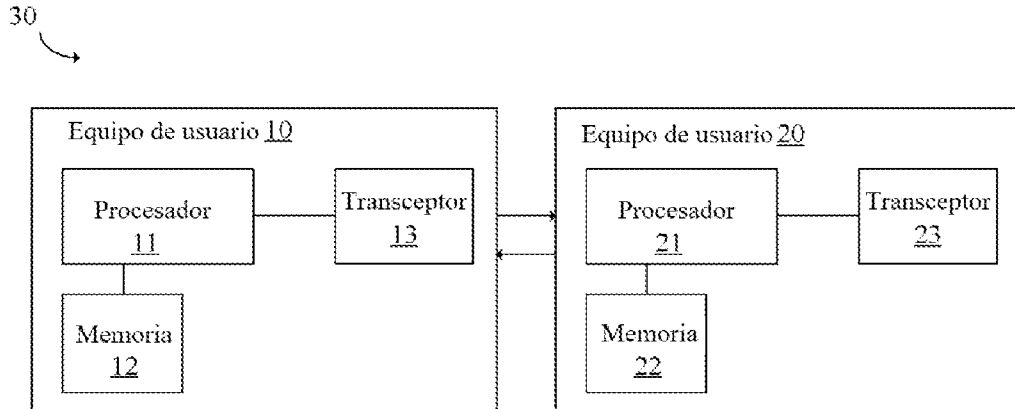 30
Equipo de usuario 10
Procesador
11
Transceptor
13
Memoria
12
Equipo de usuario 20
Procesador
21
Transceptor
23
Memoria
22